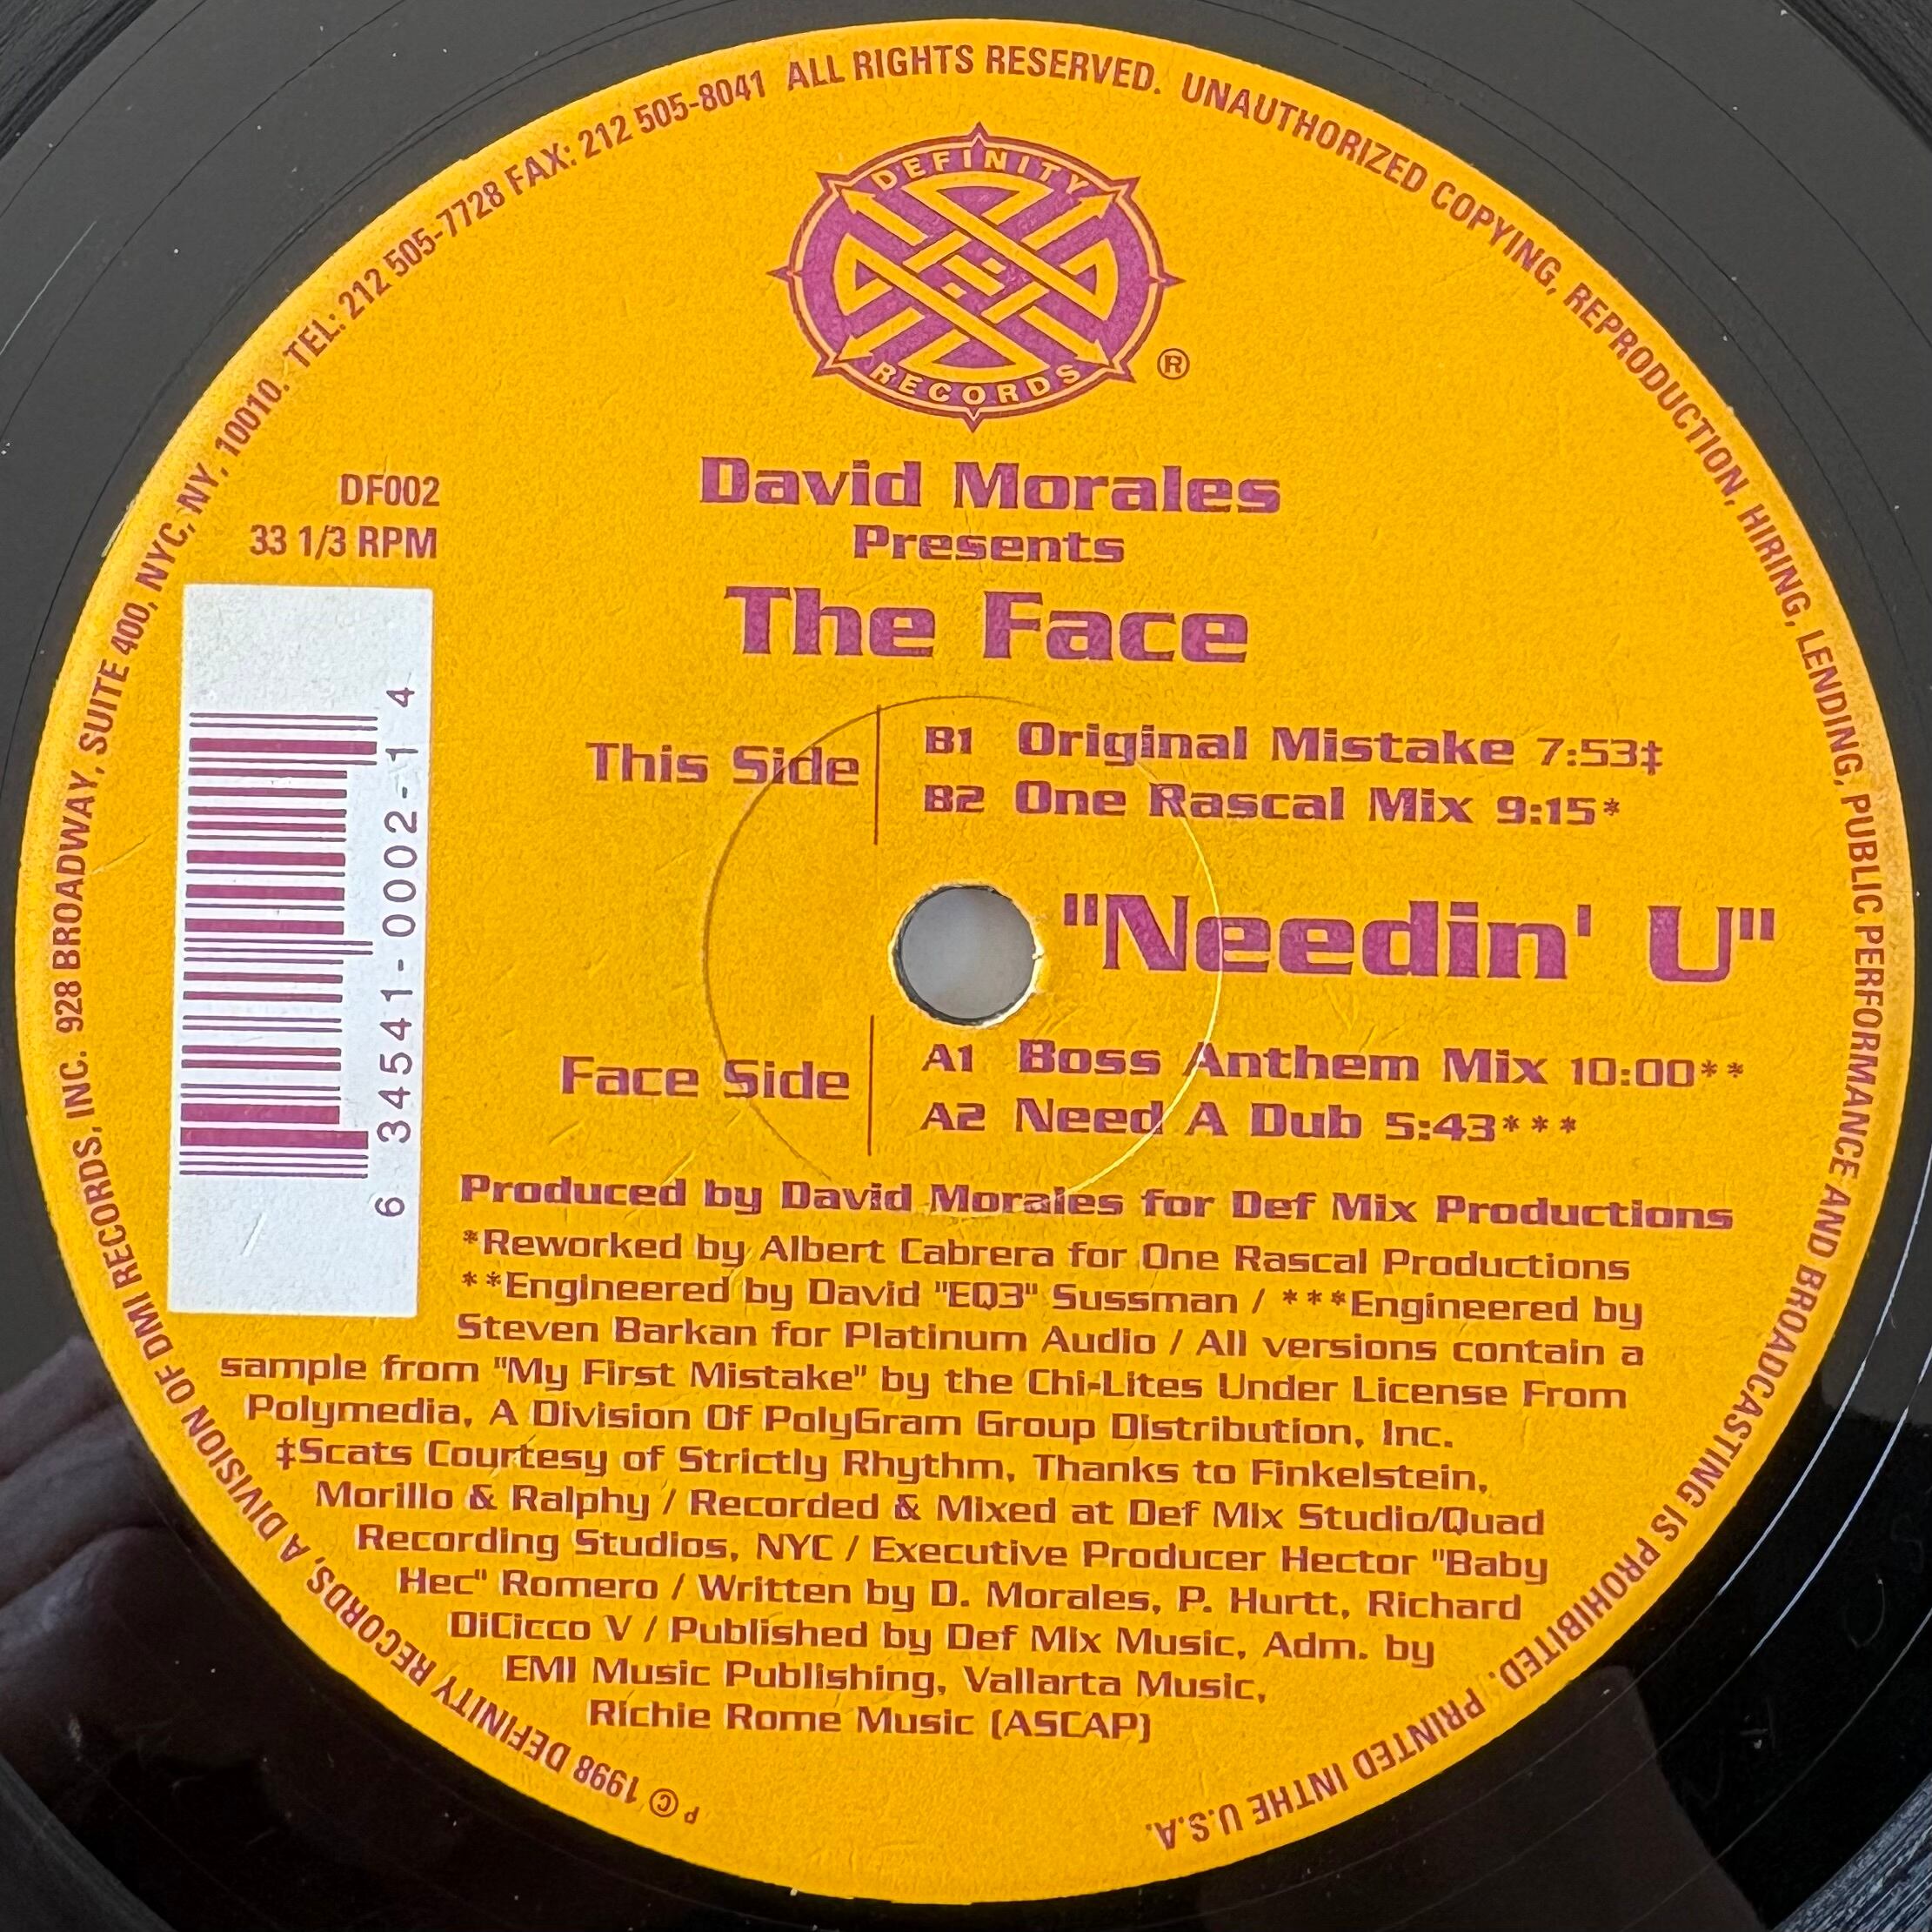 P © 1998 DEFINITY RECORDS, A DIVISION OF DMI RECORDS, INC. 928 BROADWAY, SUITE 400, NYC, NY, 10010. TEL: 212 505-7728 FAX: 212 505-8041 ALL RIGHTS RESERVED. UNAUTHORIZED COPYING, REPRODUCTION, HIRING, LENDING, PUBLIC PERFORMANCE AND BROADCASTING IS PROHIBITED. PRINTED INTHE U.S.A.
DEFINITY
RECORDS
®
DF002
33 1/3 RPM
6 34541-0002-1 4
David Morales
Presents
The Face
This Side
B1 Original Mistake 7:53‡
B2 One Rascal Mix 9:15*
"Needin' U"
Face Side
A1 Boss Anthem Mix 10:00**
A2 Need A Dub 5:43***
Produced by David Morales for Def Mix Productions
*Reworked by Albert Cabrera for One Rascal Productions
**Engineered by David "EQ3" Sussman / ***Engineered by
Steven Barkan for Platinum Audio / All versions contain a
sample from "My First Mistake" by the Chi-Lites Under License From
Polymedia, A Division Of PolyGram Group Distribution, Inc.
‡Scats Courtesy of Strictly Rhythm, Thanks to Finkelstein,
Morillo & Ralphy / Recorded & Mixed at Def Mix Studio/Quad
Recording Studios, NYC / Executive Producer Hector "Baby
Hec" Romero / Written by D. Morales, P. Hurtt, Richard
DiCicco V / Published by Def Mix Music, Adm. by
EMI Music Publishing, Vallarta Music,
Richie Rome Music (ASCAP)